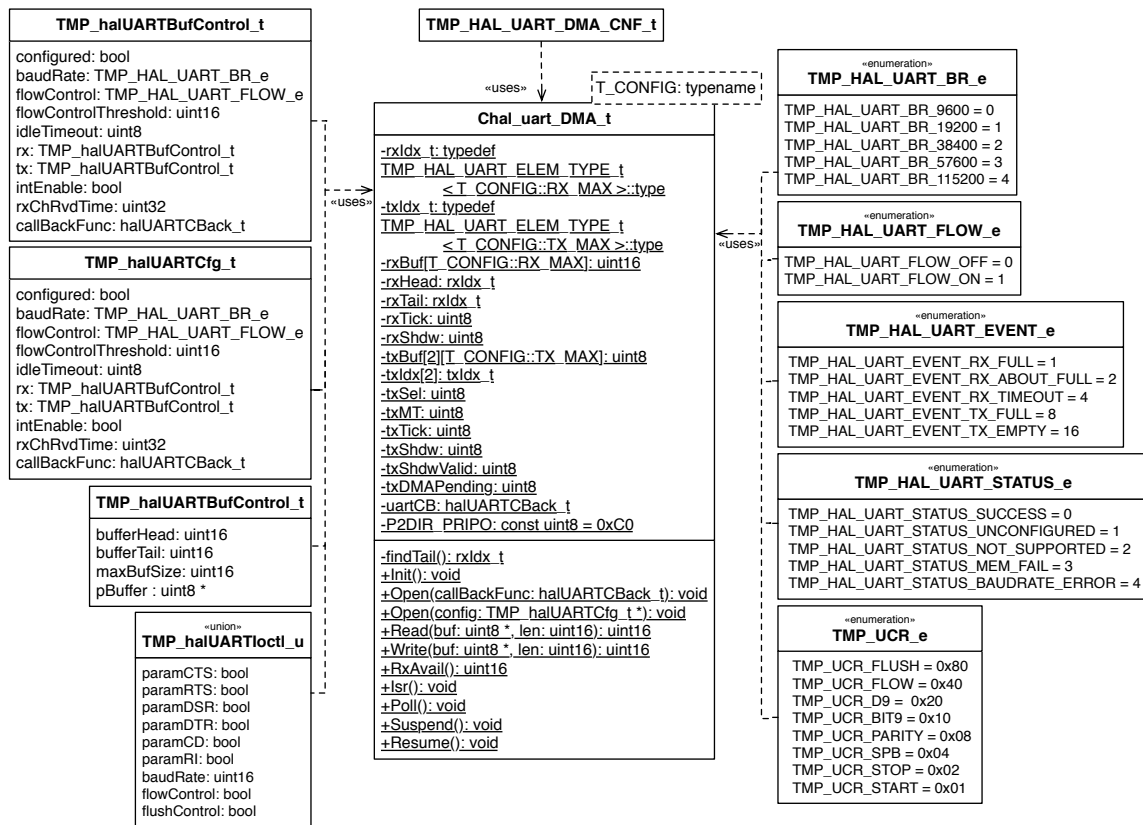 TMP_halUARTBufControl_t
configured: bool
baudRate: TMP_HAL_UART_BR_e
flowControl: TMP_HAL_UART_FLOW_e
flowControlThreshold: uint16
idleTimeout: uint8
rx: TMP_halUARTBufControl_t
tx: TMP_halUARTBufControl_t
intEnable: bool
rxChRvdTime: uint32
callBackFunc: halUARTCBack_t
TMP_halUARTCfg_t
configured: bool
baudRate: TMP_HAL_UART_BR_e
flowControl: TMP_HAL_UART_FLOW_e
flowControlThreshold: uint16
idleTimeout: uint8
rx: TMP_halUARTBufControl_t
tx: TMP_halUARTBufControl_t
intEnable: bool
rxChRvdTime: uint32
callBackFunc: halUARTCBack_t
TMP_halUARTBufControl_t
bufferHead: uint16
bufferTail: uint16
maxBufSize: uint16
pBuffer : uint8 *
«union»
TMP_halUARTIoctl_u
paramCTS: bool
paramRTS: bool
paramDSR: bool
paramDTR: bool
paramCD: bool
paramRI: bool
baudRate: uint16
flowControl: bool
flushControl: bool
«uses»
TMP_HAL_UART_DMA_CNF_t
«uses»
T_CONFIG: typename
Chal_uart_DMA_t
-rxIdx_t: typedef
TMP_HAL_UART_ELEM_TYPE_t
< T_CONFIG::RX_MAX >::type
-txIdx_t: typedef
TMP_HAL_UART_ELEM_TYPE_t
< T_CONFIG::TX_MAX >::type
-rxBuf[T_CONFIG::RX_MAX]: uint16
-rxHead: rxIdx_t
-rxTail: rxIdx_t
-rxTick: uint8
-rxShdw: uint8
-txBuf[2][T_CONFIG::TX_MAX]: uint8
-txIdx[2]: txIdx_t
-txSel: uint8
-txMT: uint8
-txTick: uint8
-txShdw: uint8
-txShdwValid: uint8
-txDMAPending: uint8
-uartCB: halUARTCBack_t
-P2DIR_PRIPO: const uint8 = 0xC0
-findTail(): rxIdx_t
+Init(): void
+Open(callBackFunc: halUARTCBack_t): void
+Open(config: TMP_halUARTCfg_t *): void
+Read(buf: uint8 *, len: uint16): uint16
+Write(buf: uint8 *, len: uint16): uint16
+RxAvail(): uint16
+Isr(): void
+Poll(): void
+Suspend(): void
+Resume(): void
«uses»
«enumeration»
TMP_HAL_UART_BR_e
TMP_HAL_UART_BR_9600 = 0
TMP_HAL_UART_BR_19200 = 1
TMP_HAL_UART_BR_38400 = 2
TMP_HAL_UART_BR_57600 = 3
TMP_HAL_UART_BR_115200 = 4
«enumeration»
TMP_HAL_UART_FLOW_e
TMP_HAL_UART_FLOW_OFF = 0
TMP_HAL_UART_FLOW_ON = 1
«enumeration»
TMP_HAL_UART_EVENT_e
TMP_HAL_UART_EVENT_RX_FULL = 1
TMP_HAL_UART_EVENT_RX_ABOUT_FULL = 2
TMP_HAL_UART_EVENT_RX_TIMEOUT = 4
TMP_HAL_UART_EVENT_TX_FULL = 8
TMP_HAL_UART_EVENT_TX_EMPTY = 16
«enumeration»
TMP_HAL_UART_STATUS_e
TMP_HAL_UART_STATUS_SUCCESS = 0
TMP_HAL_UART_STATUS_UNCONFIGURED = 1
TMP_HAL_UART_STATUS_NOT_SUPPORTED = 2
TMP_HAL_UART_STATUS_MEM_FAIL = 3
TMP_HAL_UART_STATUS_BAUDRATE_ERROR = 4
«enumeration»
TMP_UCR_e
TMP_UCR_FLUSH = 0x80
TMP_UCR_FLOW = 0x40
TMP_UCR_D9 = 0x20
TMP_UCR_BIT9 = 0x10
TMP_UCR_PARITY = 0x08
TMP_UCR_SPB = 0x04
TMP_UCR_STOP = 0x02
TMP_UCR_START = 0x01